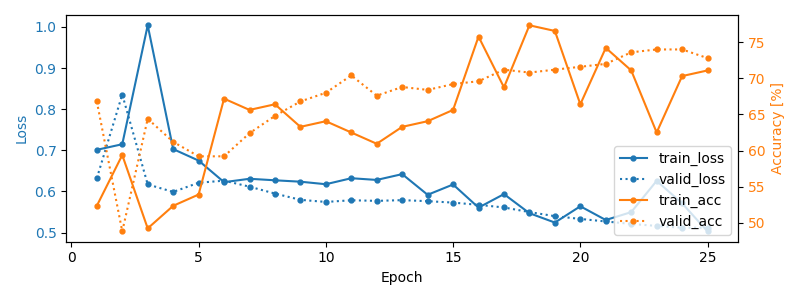 1.0
0.9
0.8
0.7
0.6
0.5
Loss
75
70
65
60
55
50
Accuracy [%]
train_loss
valid_loss
train_acc
valid_acc
0 5 10 15 20 25
Epoch